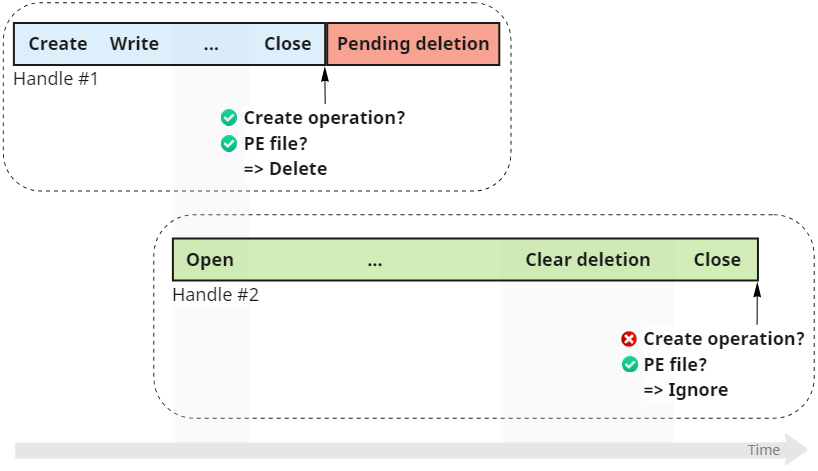 Create Write ... Close Pending deletion
Handle #1
Create operation?
PE file?
=> Delete
Open ... Clear deletion Close
Handle #2
Create operation?
PE file?
=> Ignore
Time